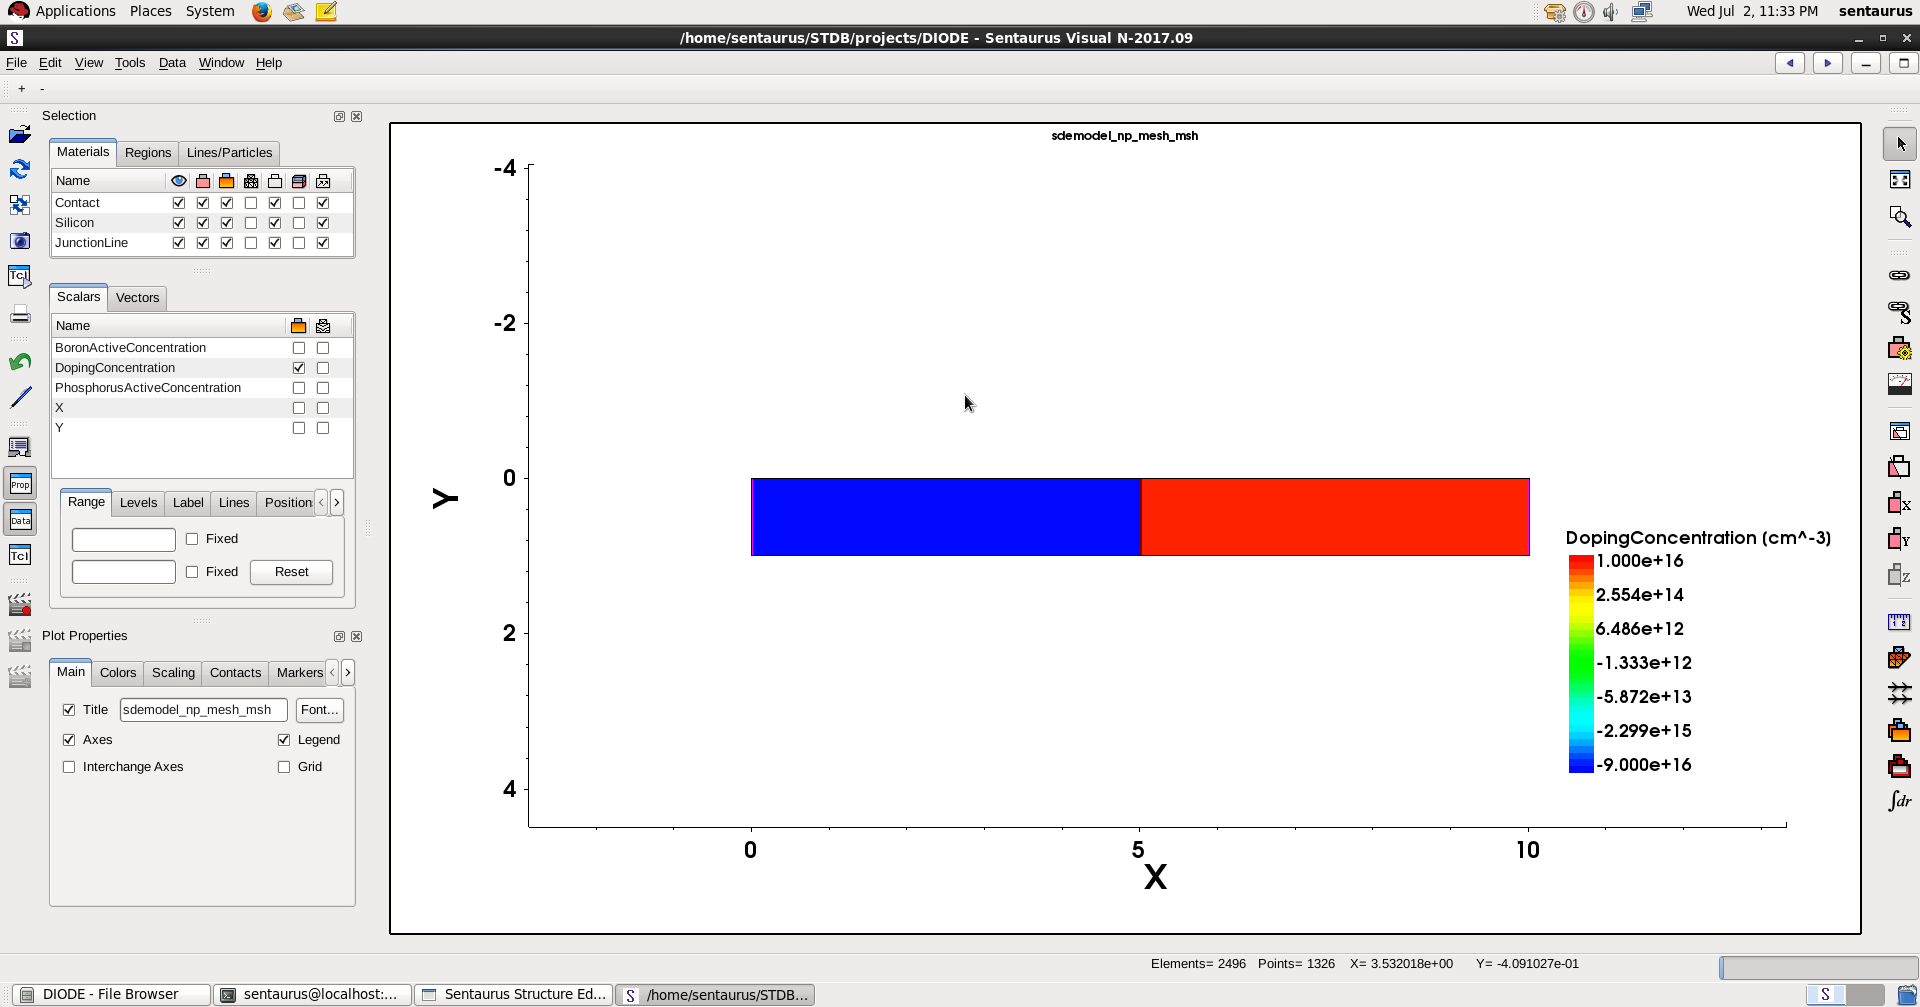 Applications Places System
Wed Jul 2, 11:33 PM sentaurus
S /home/sentaurus/STDB/projects/DIODE - Sentaurus Visual N-2017.09
File Edit View Tools Data Window Help
+ -
Selection
Materials Regions Lines/Particles
Name
Contact
Silicon
JunctionLine
Scalars Vectors
Name
BoronActiveConcentration
DopingConcentration
PhosphorusActiveConcentration
X
Y
Range Levels Label Lines Position
Fixed
Fixed Reset
Plot Properties
Main Colors Scaling Contacts Markers
Title sdemodel_np_mesh_msh Font...
Axes Legend
Interchange Axes Grid
Tcl
Prop
Data
Tcl
sdemodel_np_mesh_msh
-4
-2
0
2
4
Y
0 5 10
X
DopingConcentration (cm^-3)
1.000e+16
2.554e+14
6.486e+12
-1.333e+12
-5.872e+13
-2.299e+15
-9.000e+16
S
X
Y
Z
1 2
∫dr
Elements= 2496 Points= 1326 X= 3.532018e+00 Y= -4.091027e-01
DIODE - File Browser sentaurus@localhost:... Sentaurus Structure Ed... S /home/sentaurus/STDB... S